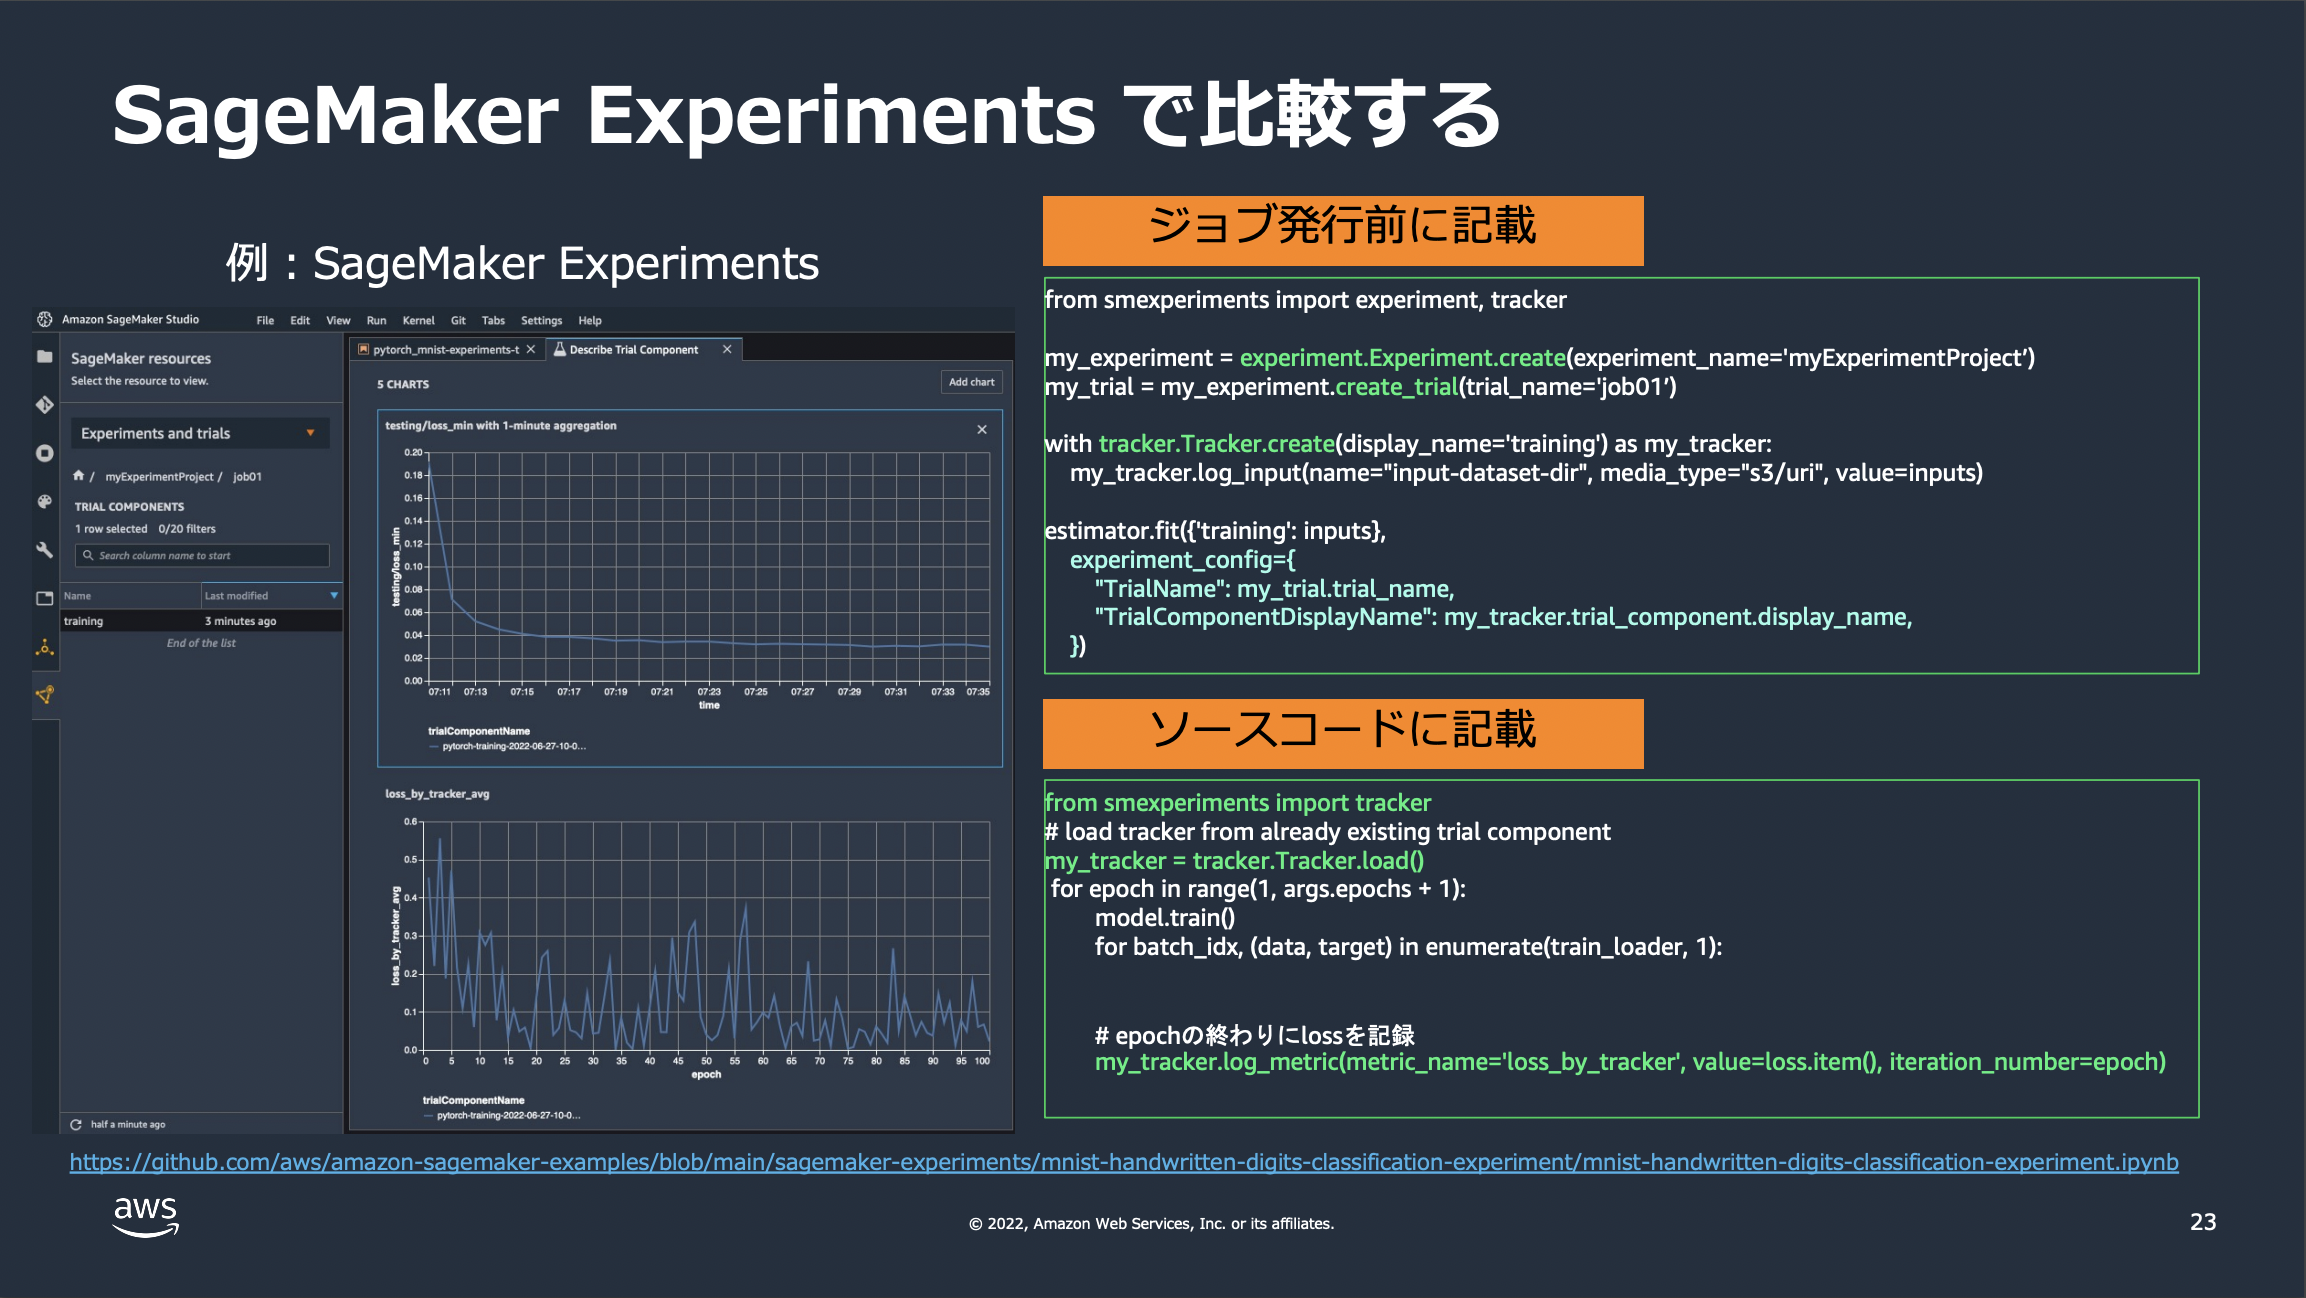 SageMaker Experiments で比較する
例：SageMaker Experiments
Amazon SageMaker Studio
File Edit View Run Kernel Git Tabs Settings Help
SageMaker resources
Select the resource to view.
Experiments and trials
/ myExperimentProject / job01
TRIAL COMPONENTS
1 row selected 0/20 filters
Search column name to start
Name Last modified
training 3 minutes ago
End of the list
half a minute ago
pytorch_mnist-experiments-t
Describe Trial Component
5 CHARTS
Add chart
testing/loss_min with 1-minute aggregation
testing/loss_min
0.20
0.18
0.16
0.14
0.12
0.10
0.08
0.06
0.04
0.02
0.00
07:11 07:13 07:15 07:17 07:19 07:21 07:23 07:25 07:27 07:29 07:31 07:33 07:35
time
trialComponentName
pytorch-training-2022-06-27-10-0...
loss_by_tracker_avg
loss_by_tracker_avg
0.6
0.5
0.4
0.3
0.2
0.1
0.0
0 5 10 15 20 25 30 35 40 45 50 55 60 65 70 75 80 85 90 95 100
epoch
trialComponentName
pytorch-training-2022-06-27-10-0...
ジョブ発行前に記載
from smexperiments import experiment, tracker
my_experiment = experiment.Experiment.create(experiment_name='myExperimentProject’)
my_trial = my_experiment.create_trial(trial_name='job01’)
with tracker.Tracker.create(display_name='training') as my_tracker:
my_tracker.log_input(name="input-dataset-dir", media_type="s3/uri", value=inputs)
estimator.fit({'training': inputs},
experiment_config={
"TrialName": my_trial.trial_name,
"TrialComponentDisplayName": my_tracker.trial_component.display_name,
})
ソースコードに記載
from smexperiments import tracker
# load tracker from already existing trial component
my_tracker = tracker.Tracker.load()
for epoch in range(1, args.epochs + 1):
model.train()
for batch_idx, (data, target) in enumerate(train_loader, 1):
# epochの終わりにlossを記録
my_tracker.log_metric(metric_name='loss_by_tracker', value=loss.item(), iteration_number=epoch)
https://github.com/aws/amazon-sagemaker-examples/blob/main/sagemaker-experiments/mnist-handwritten-digits-classification-experiment/mnist-handwritten-digits-classification-experiment.ipynb
aws
© 2022, Amazon Web Services, Inc. or its affiliates.
23